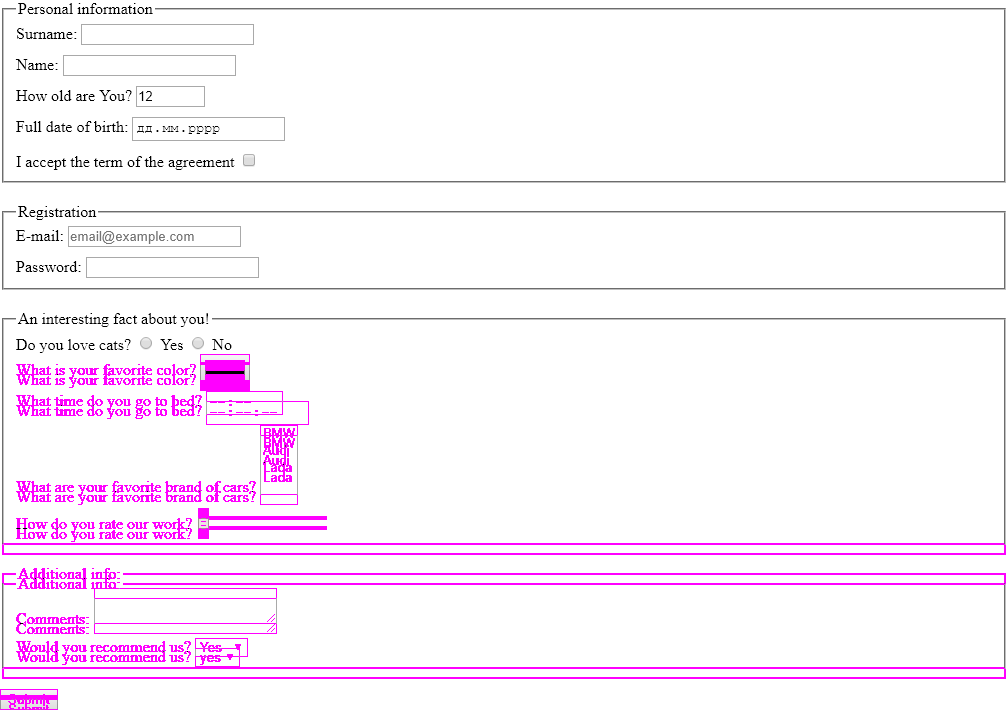 Personal information
Surname:
Name:
How old are You? 12
Full date of birth: дд.мм.рррр
I accept the term of the agreement
Registration
E-mail: email@example.com
Password:
An interesting fact about you!
Do you love cats? Yes No
What is your favorite color?
What is your favorite color?
What time do you go to bed? --:--
What time do you go to bed? --:--:--
BMW
BMW
Audi
Audi
Lada
Lada
What are your favorite brand of cars?
What are your favorite brand of cars?
How do you rate our work?
How do you rate our work?
Additional info:
Additional info:
Comments:
Comments:
Would you recommend us? Yes
Would you recommend us? yes
Submit
Submit